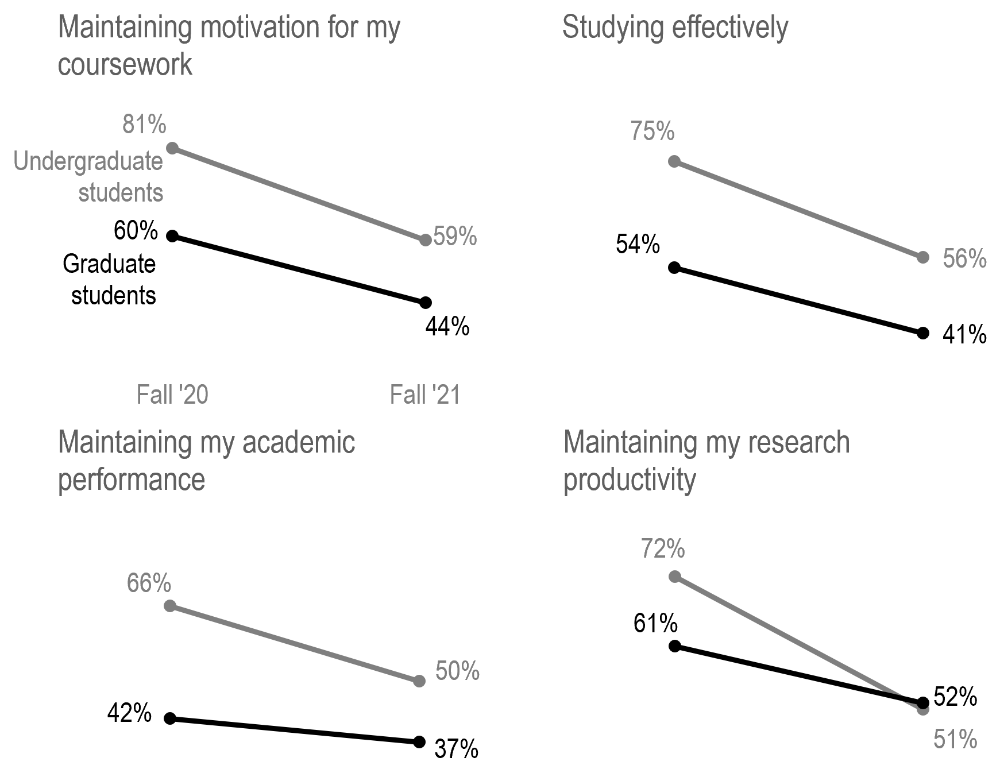 Maintaining motivation for my
coursework
81%
Undergraduate
students
60%
Graduate
students
59%
44%
Fall '20
Fall '21
Studying effectively
75%
54%
56%
41%
Maintaining my academic
performance
66%
50%
42%
37%
Maintaining my research
productivity
72%
61%
52%
51%